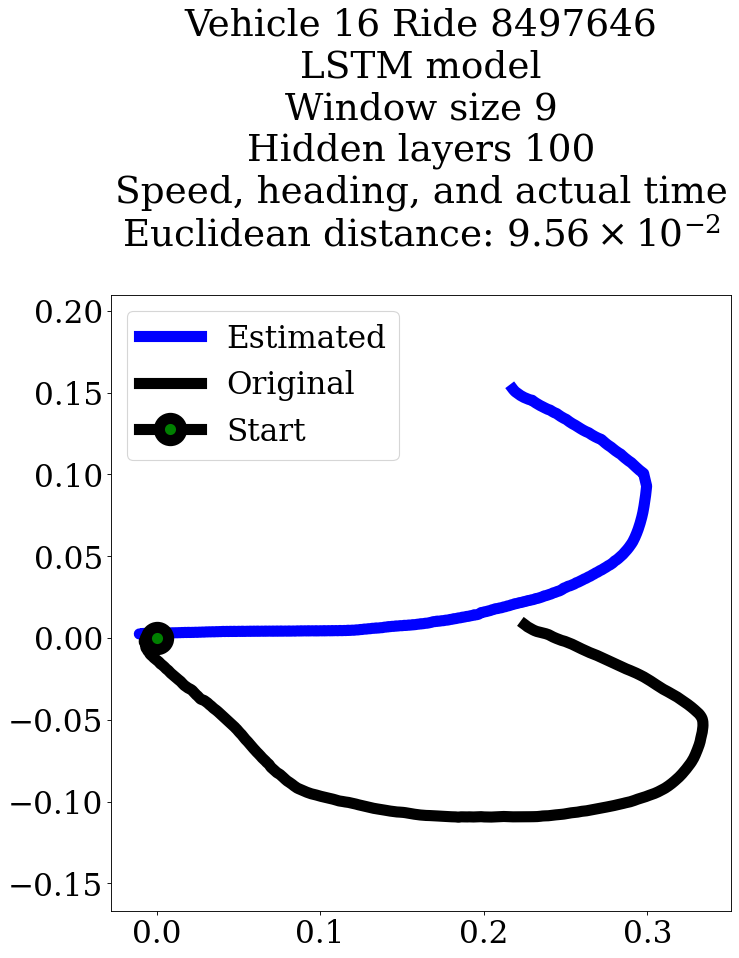 Vehicle 16 Ride 8497646
LSTM model
Window size 9
Hidden layers 100
Speed, heading, and actual time
Euclidean distance: 9.56 × 10⁻²
0.20
0.15
0.10
0.05
0.00
−0.05
−0.10
−0.15
Estimated
Original
Start
0.0 0.1 0.2 0.3